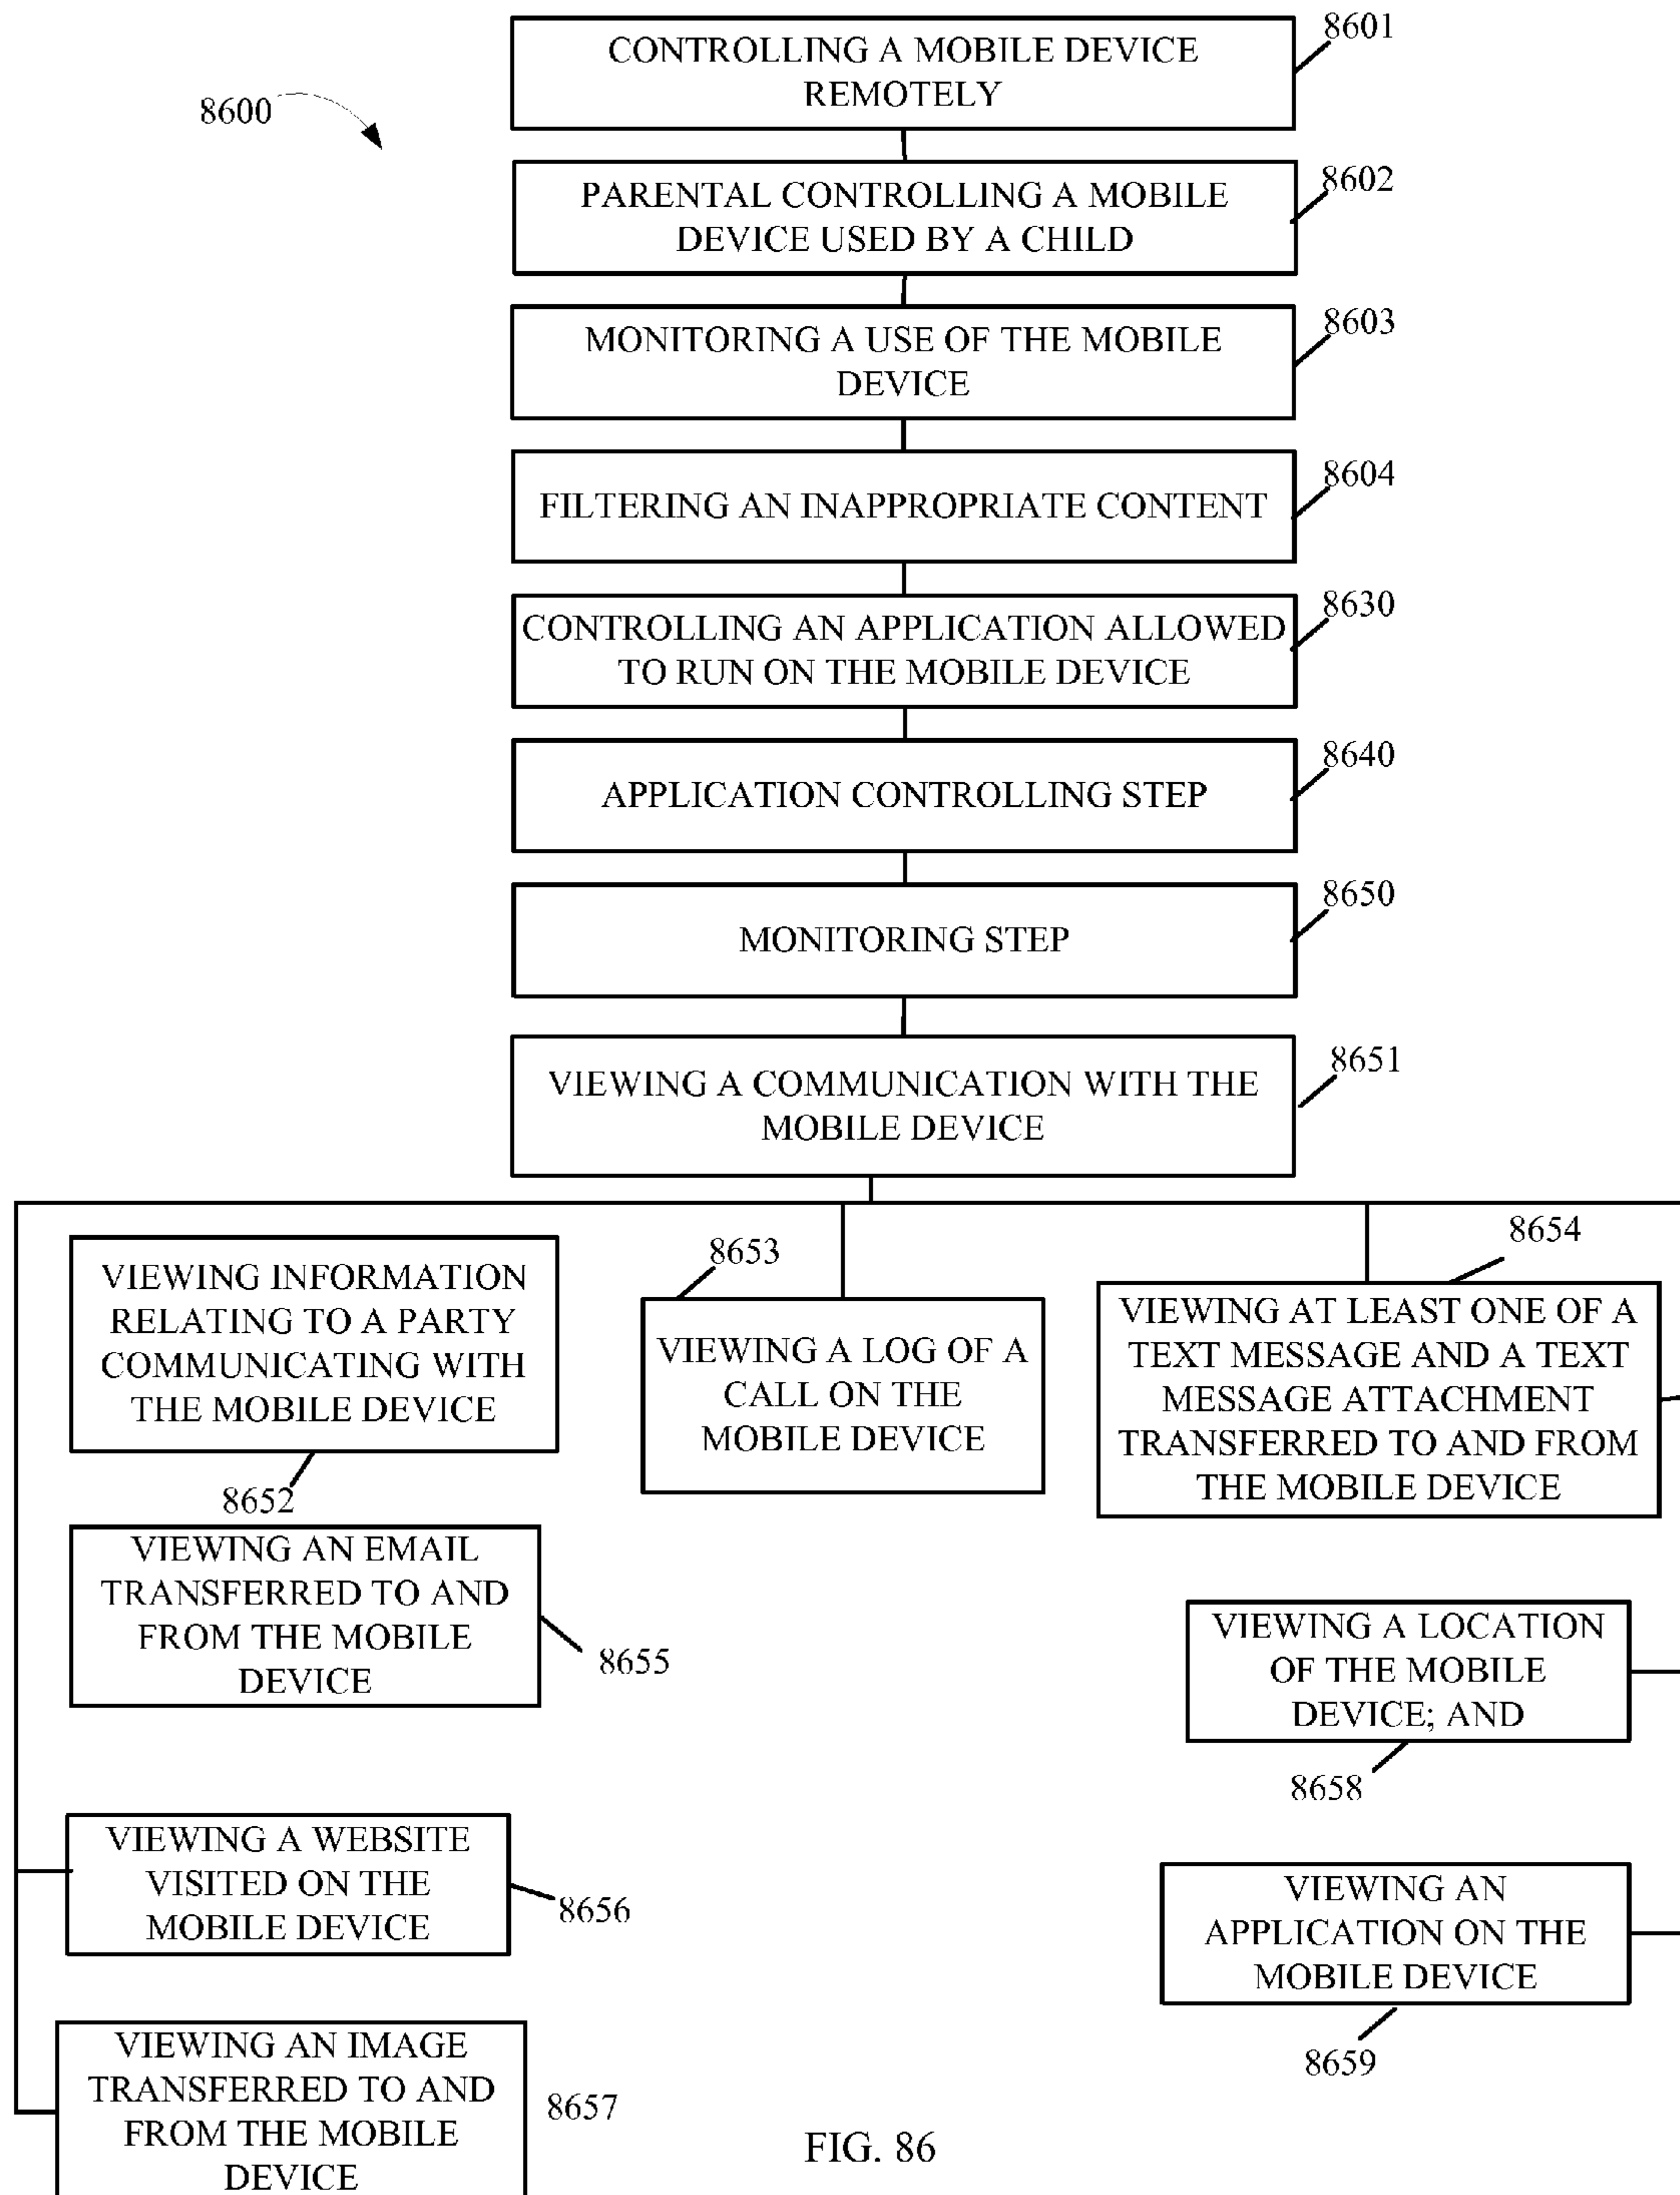 8601
CONTROLLING A MOBILE DEVICE
REMOTELY
8600
8602
PARENTAL CONTROLLING A MOBILE
DEVICE USED BY A CHILD
8603
MONITORING A USE OF THE MOBILE
DEVICE
8604
FILTERING AN INAPPROPRIATE CONTENT
8630
CONTROLLING AN APPLICATION ALLOWED
TO RUN ON THE MOBILE DEVICE
8640
APPLICATION CONTROLLING STEP
8650
MONITORING STEP
8651
VIEWING A COMMUNICATION WITH THE
MOBILE DEVICE
VIEWING INFORMATION
RELATING TO A PARTY
COMMUNICATING WITH
THE MOBILE DEVICE
8652
8653
VIEWING A LOG OF A
CALL ON THE
MOBILE DEVICE
8654
VIEWING AT LEAST ONE OF A
TEXT MESSAGE AND A TEXT
MESSAGE ATTACHMENT
TRANSFERRED TO AND FROM
THE MOBILE DEVICE
VIEWING AN EMAIL
TRANSFERRED TO AND
FROM THE MOBILE
DEVICE
8655
VIEWING A LOCATION
OF THE MOBILE
DEVICE; AND
8658
VIEWING A WEBSITE
VISITED ON THE
MOBILE DEVICE
8656
VIEWING AN
APPLICATION ON THE
MOBILE DEVICE
8659
VIEWING AN IMAGE
TRANSFERRED TO AND
FROM THE MOBILE
DEVICE
8657
FIG. 86